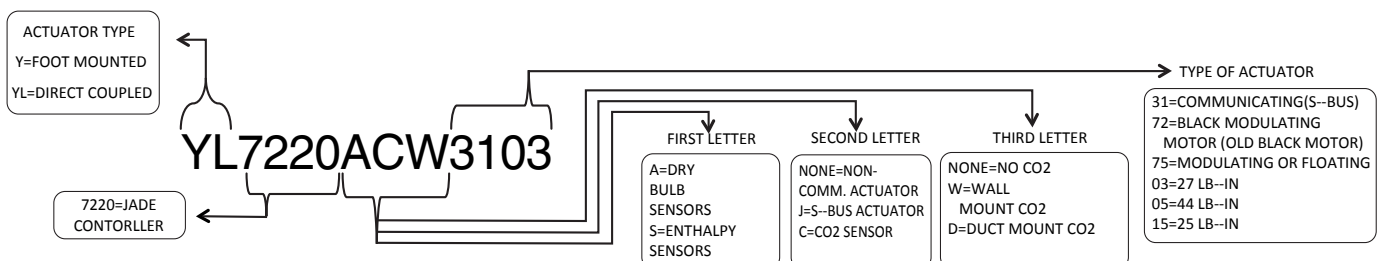 ACTUATOR TYPE
Y=FOOT MOUNTED
YL=DIRECT COUPLED
YL7220ACW3103
7220=JADE
CONTORLLER
FIRST LETTER
A=DRY
BULB
SENSORS
S=ENTHALPY
SENSORS
SECOND LETTER
NONE=NON-
COMM. ACTUATOR
J=S--BUS ACTUATOR
C=CO2 SENSOR
THIRD LETTER
NONE=NO CO2
W=WALL
MOUNT CO2
D=DUCT MOUNT CO2
TYPE OF ACTUATOR
31=COMMUNICATING(S--BUS)
72=BLACK MODULATING
MOTOR (OLD BLACK MOTOR)
75=MODULATING OR FLOATING
03=27 LB--IN
05=44 LB--IN
15=25 LB--IN